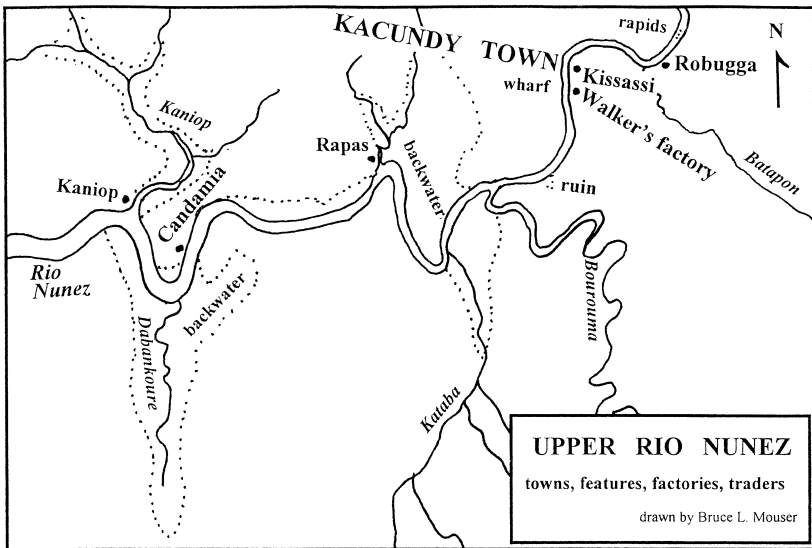 rapids
N
KACUNDY TOWN
Robugga
Kissassi
wharf
Walker's factory
Kaniop
Rapas
backwater
Batapon
Kaniop
Candamia
ruin
Rio
Nunez
backwater
Bourouma
Dabankoure
Kataba
UPPER RIO NUNEZ
towns, features, factories, traders
drawn by Bruce L. Mouser